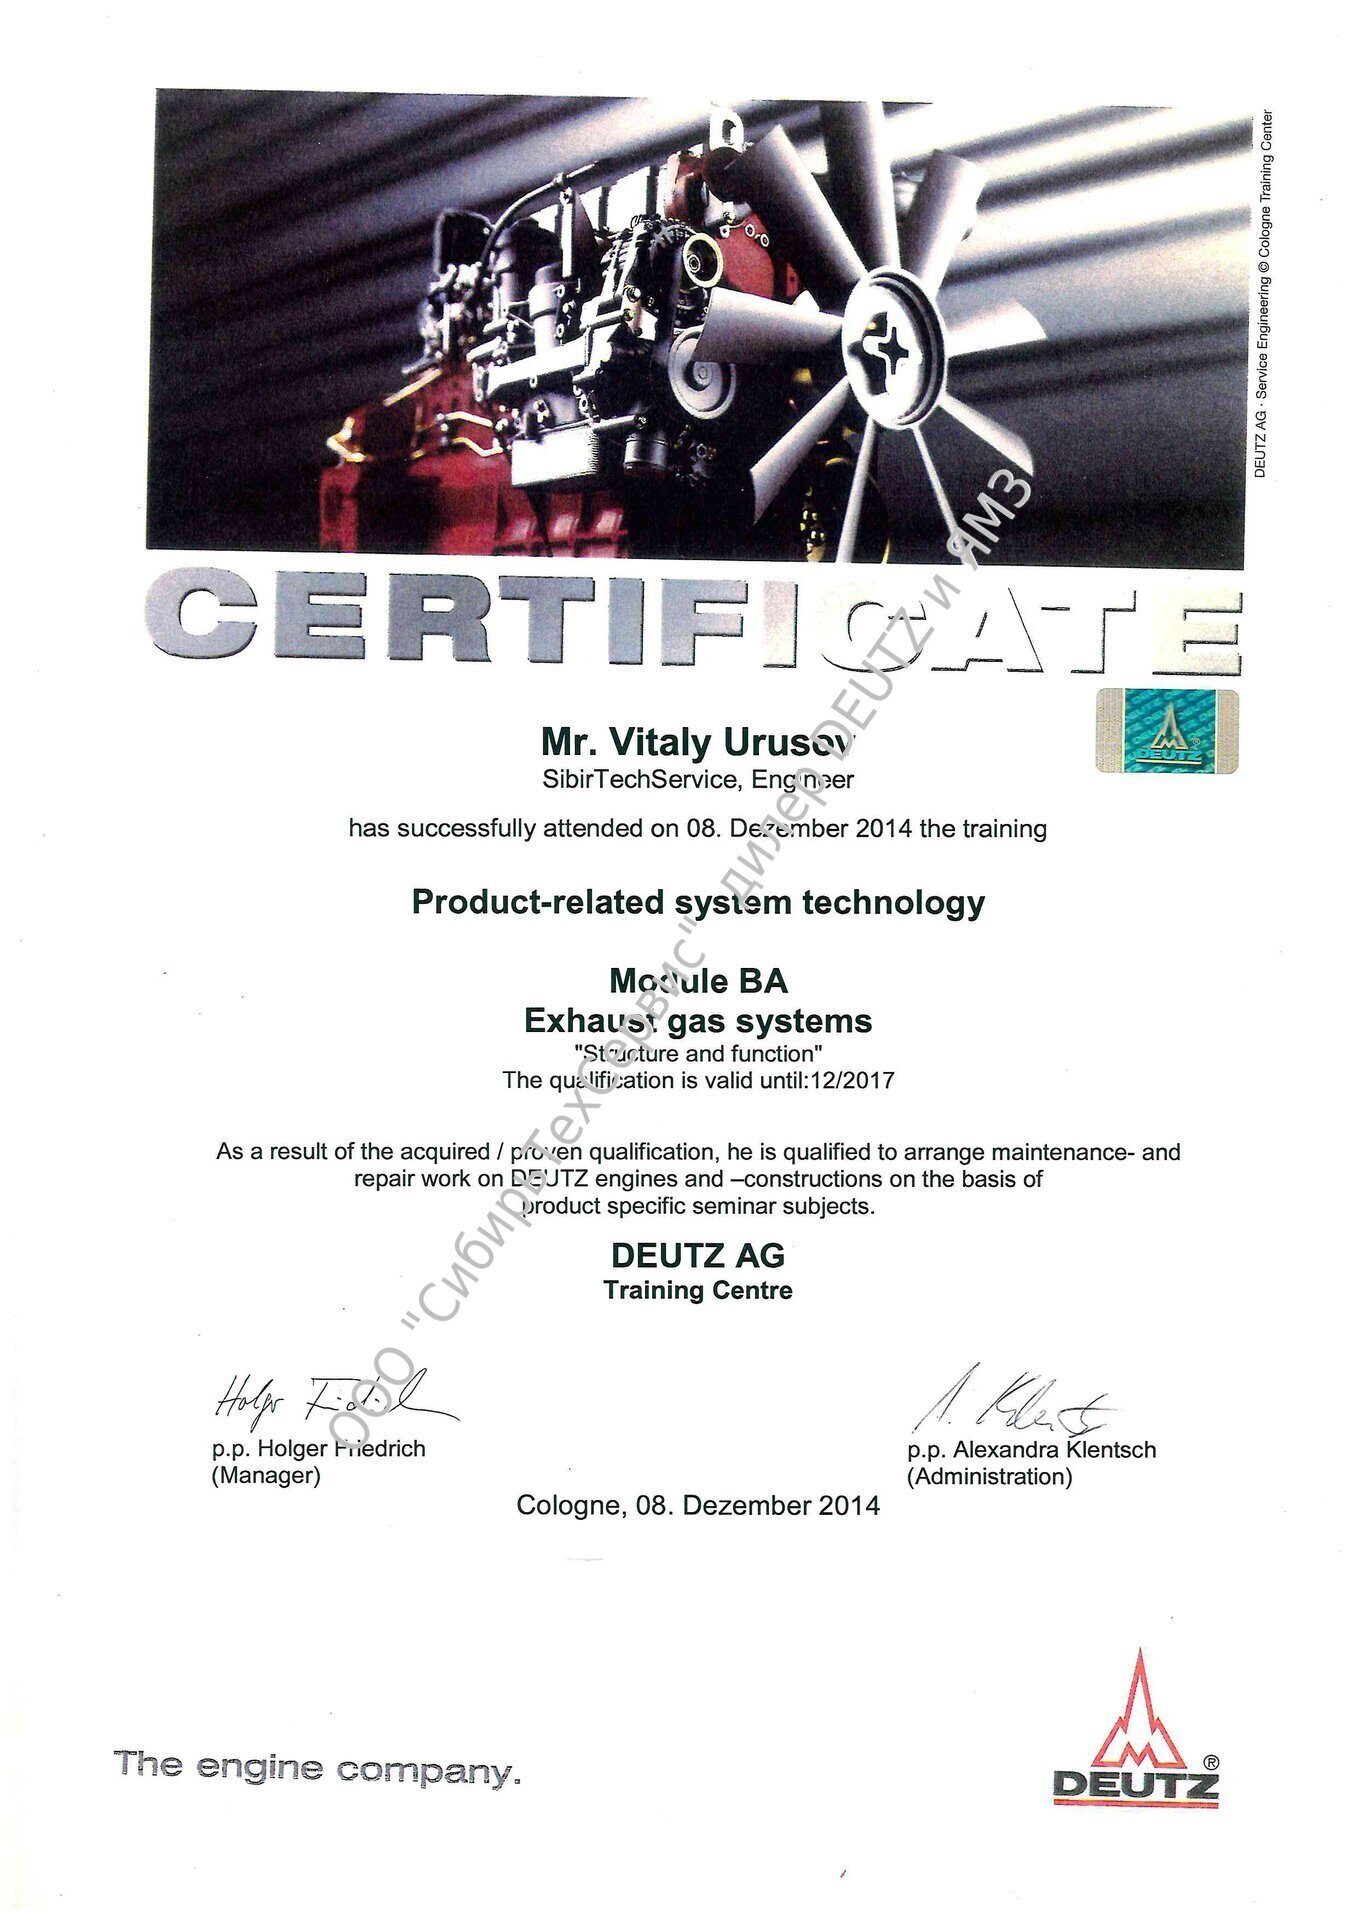 DEUTZ AG · Service Engineering © Cologne Training Center
CERTIFICATE
DEUTZ
Mr. Vitaly Urusov
SibirTechService, Engineer
has successfully attended on 08. Dezember 2014 the training
Product-related system technology
Module BA
Exhaust gas systems
"Structure and function"
The qualification is valid until:12/2017
As a result of the acquired / proven qualification, he is qualified to arrange maintenance- and
repair work on DEUTZ engines and –constructions on the basis of
product specific seminar subjects.
DEUTZ AG
Training Centre
Holger Friedrich
A. Klentsch
p.p. Holger Friedrich
(Manager)
p.p. Alexandra Klentsch
(Administration)
Cologne, 08. Dezember 2014
The engine company.
DEUTZ®
ООО "СибирьТехСервис" дилер DEUTZ и ЯМЗ